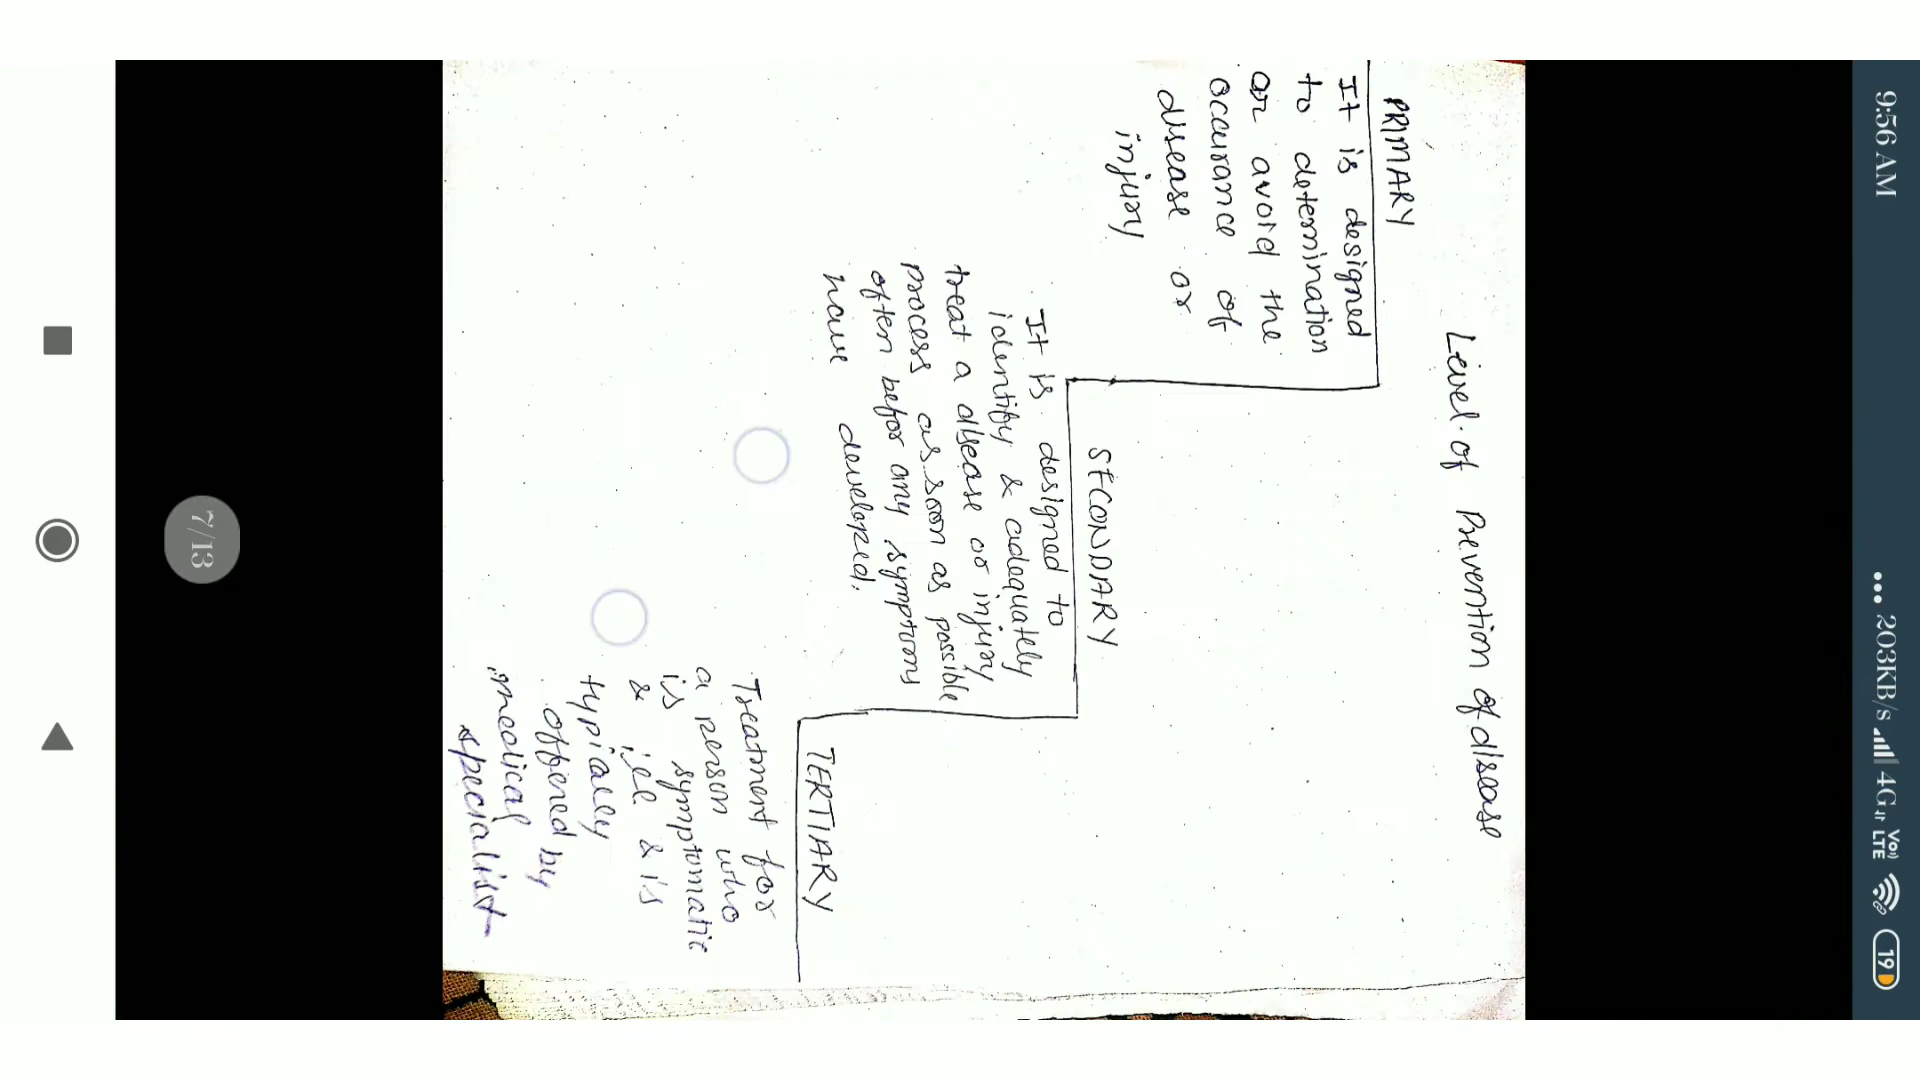 9:56 AM
203KB/s 4G Vo) LTE 19
Level of Prevention of disease
PRIMARY
It is designed
to determination
or avoid the
occurance of
disease or
injury
SECONDARY
It is designed to
identify & adequately
treat a disease or injury
process as soon as possible
often befor any symptoms
have developed.
TERTIARY
Treatment for
a person who
is symptomatic
& ill & is
typially
offered by
medical
specialist
7/13